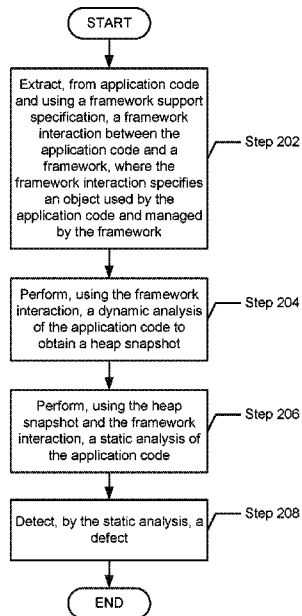 START
Extract, from application code
and using a framework support
specification, a framework
interaction between the
application code and a
framework, where the
framework interaction specifies
an object used by the
application code and managed
by the framework
Step 202
Perform, using the framework
interaction, a dynamic analysis
of the application code to
obtain a heap snapshot
Step 204
Perform, using the heap
snapshot and the framework
interaction, a static analysis of
the application code
Step 206
Detect, by the static analysis, a
defect
Step 208
END